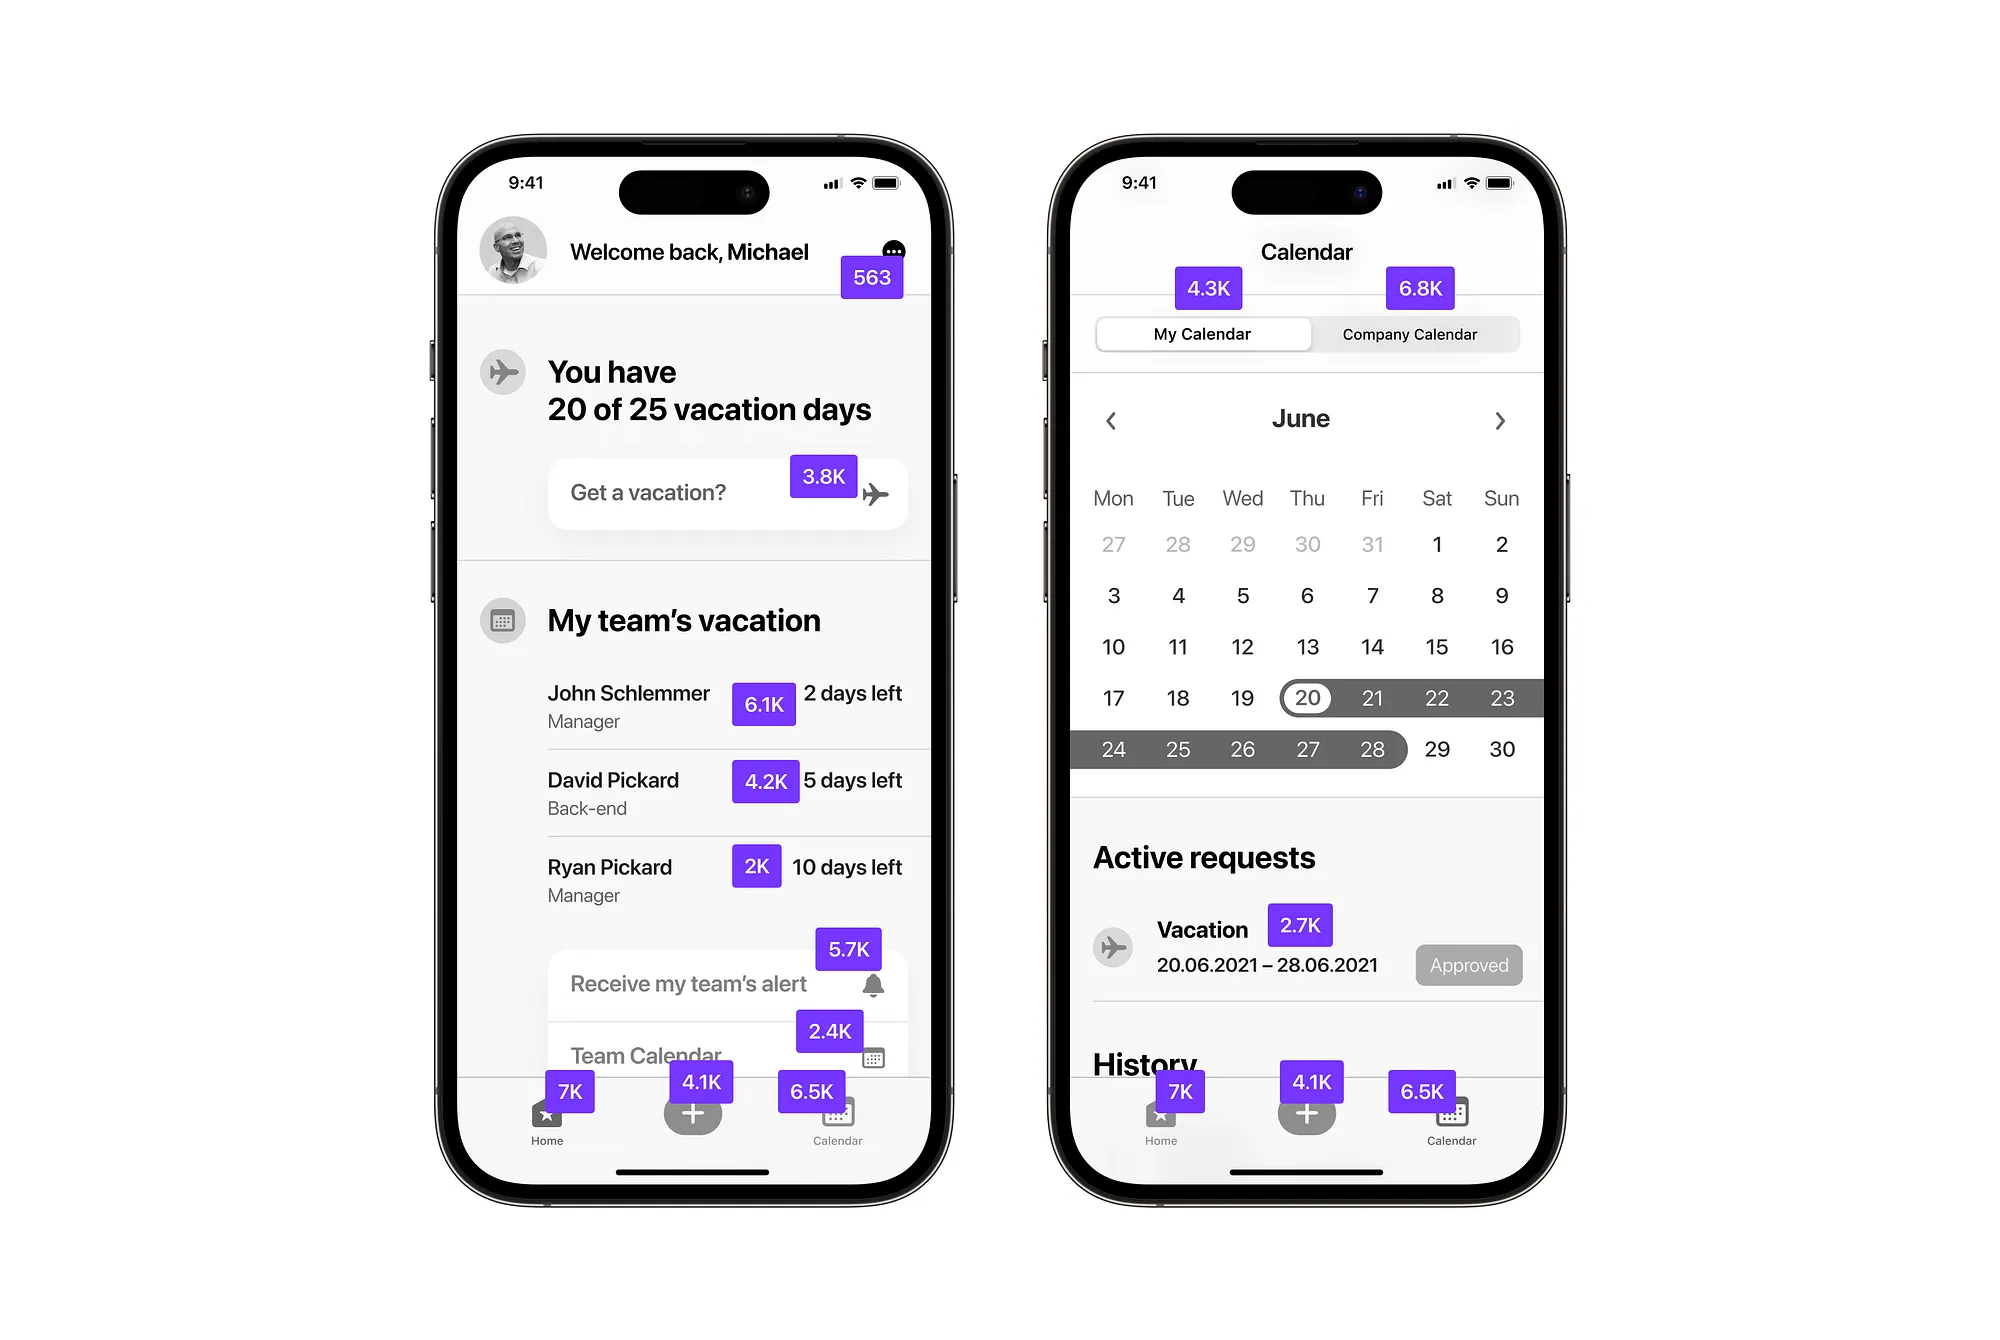 9:41
Welcome back, Michael
563
You have
20 of 25 vacation days
Get a vacation?
3.8K
My team's vacation
John Schlemmer
Manager
6.1K
2 days left
David Pickard
Back-end
4.2K
5 days left
Ryan Pickard
Manager
2K
10 days left
5.7K
Receive my team's alert
2.4K
Team Calendar
7K
4.1K
6.5K
Home
Calendar
9:41
Calendar
4.3K
6.8K
My Calendar
Company Calendar
June
Mon Tue Wed Thu Fri Sat Sun
27 28 29 30 31 1 2
3 4 5 6 7 8 9
10 11 12 13 14 15 16
17 18 19 20 21 22 23
24 25 26 27 28 29 30
Active requests
Vacation
2.7K
20.06.2021 – 28.06.2021
Approved
History
7K
4.1K
6.5K
Home
Calendar